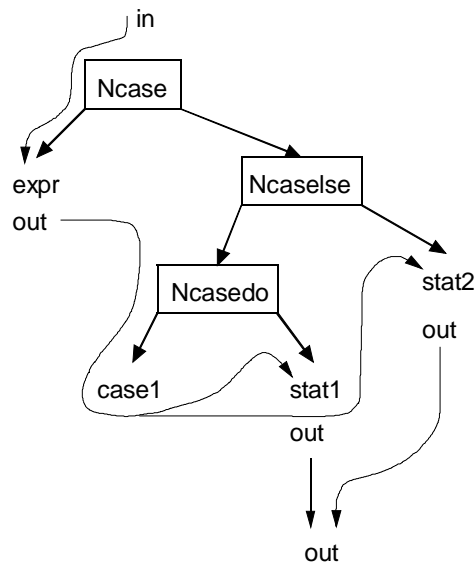 in
Ncase
expr
out
Ncaselse
Ncasedo
stat2
out
case1
stat1
out
out